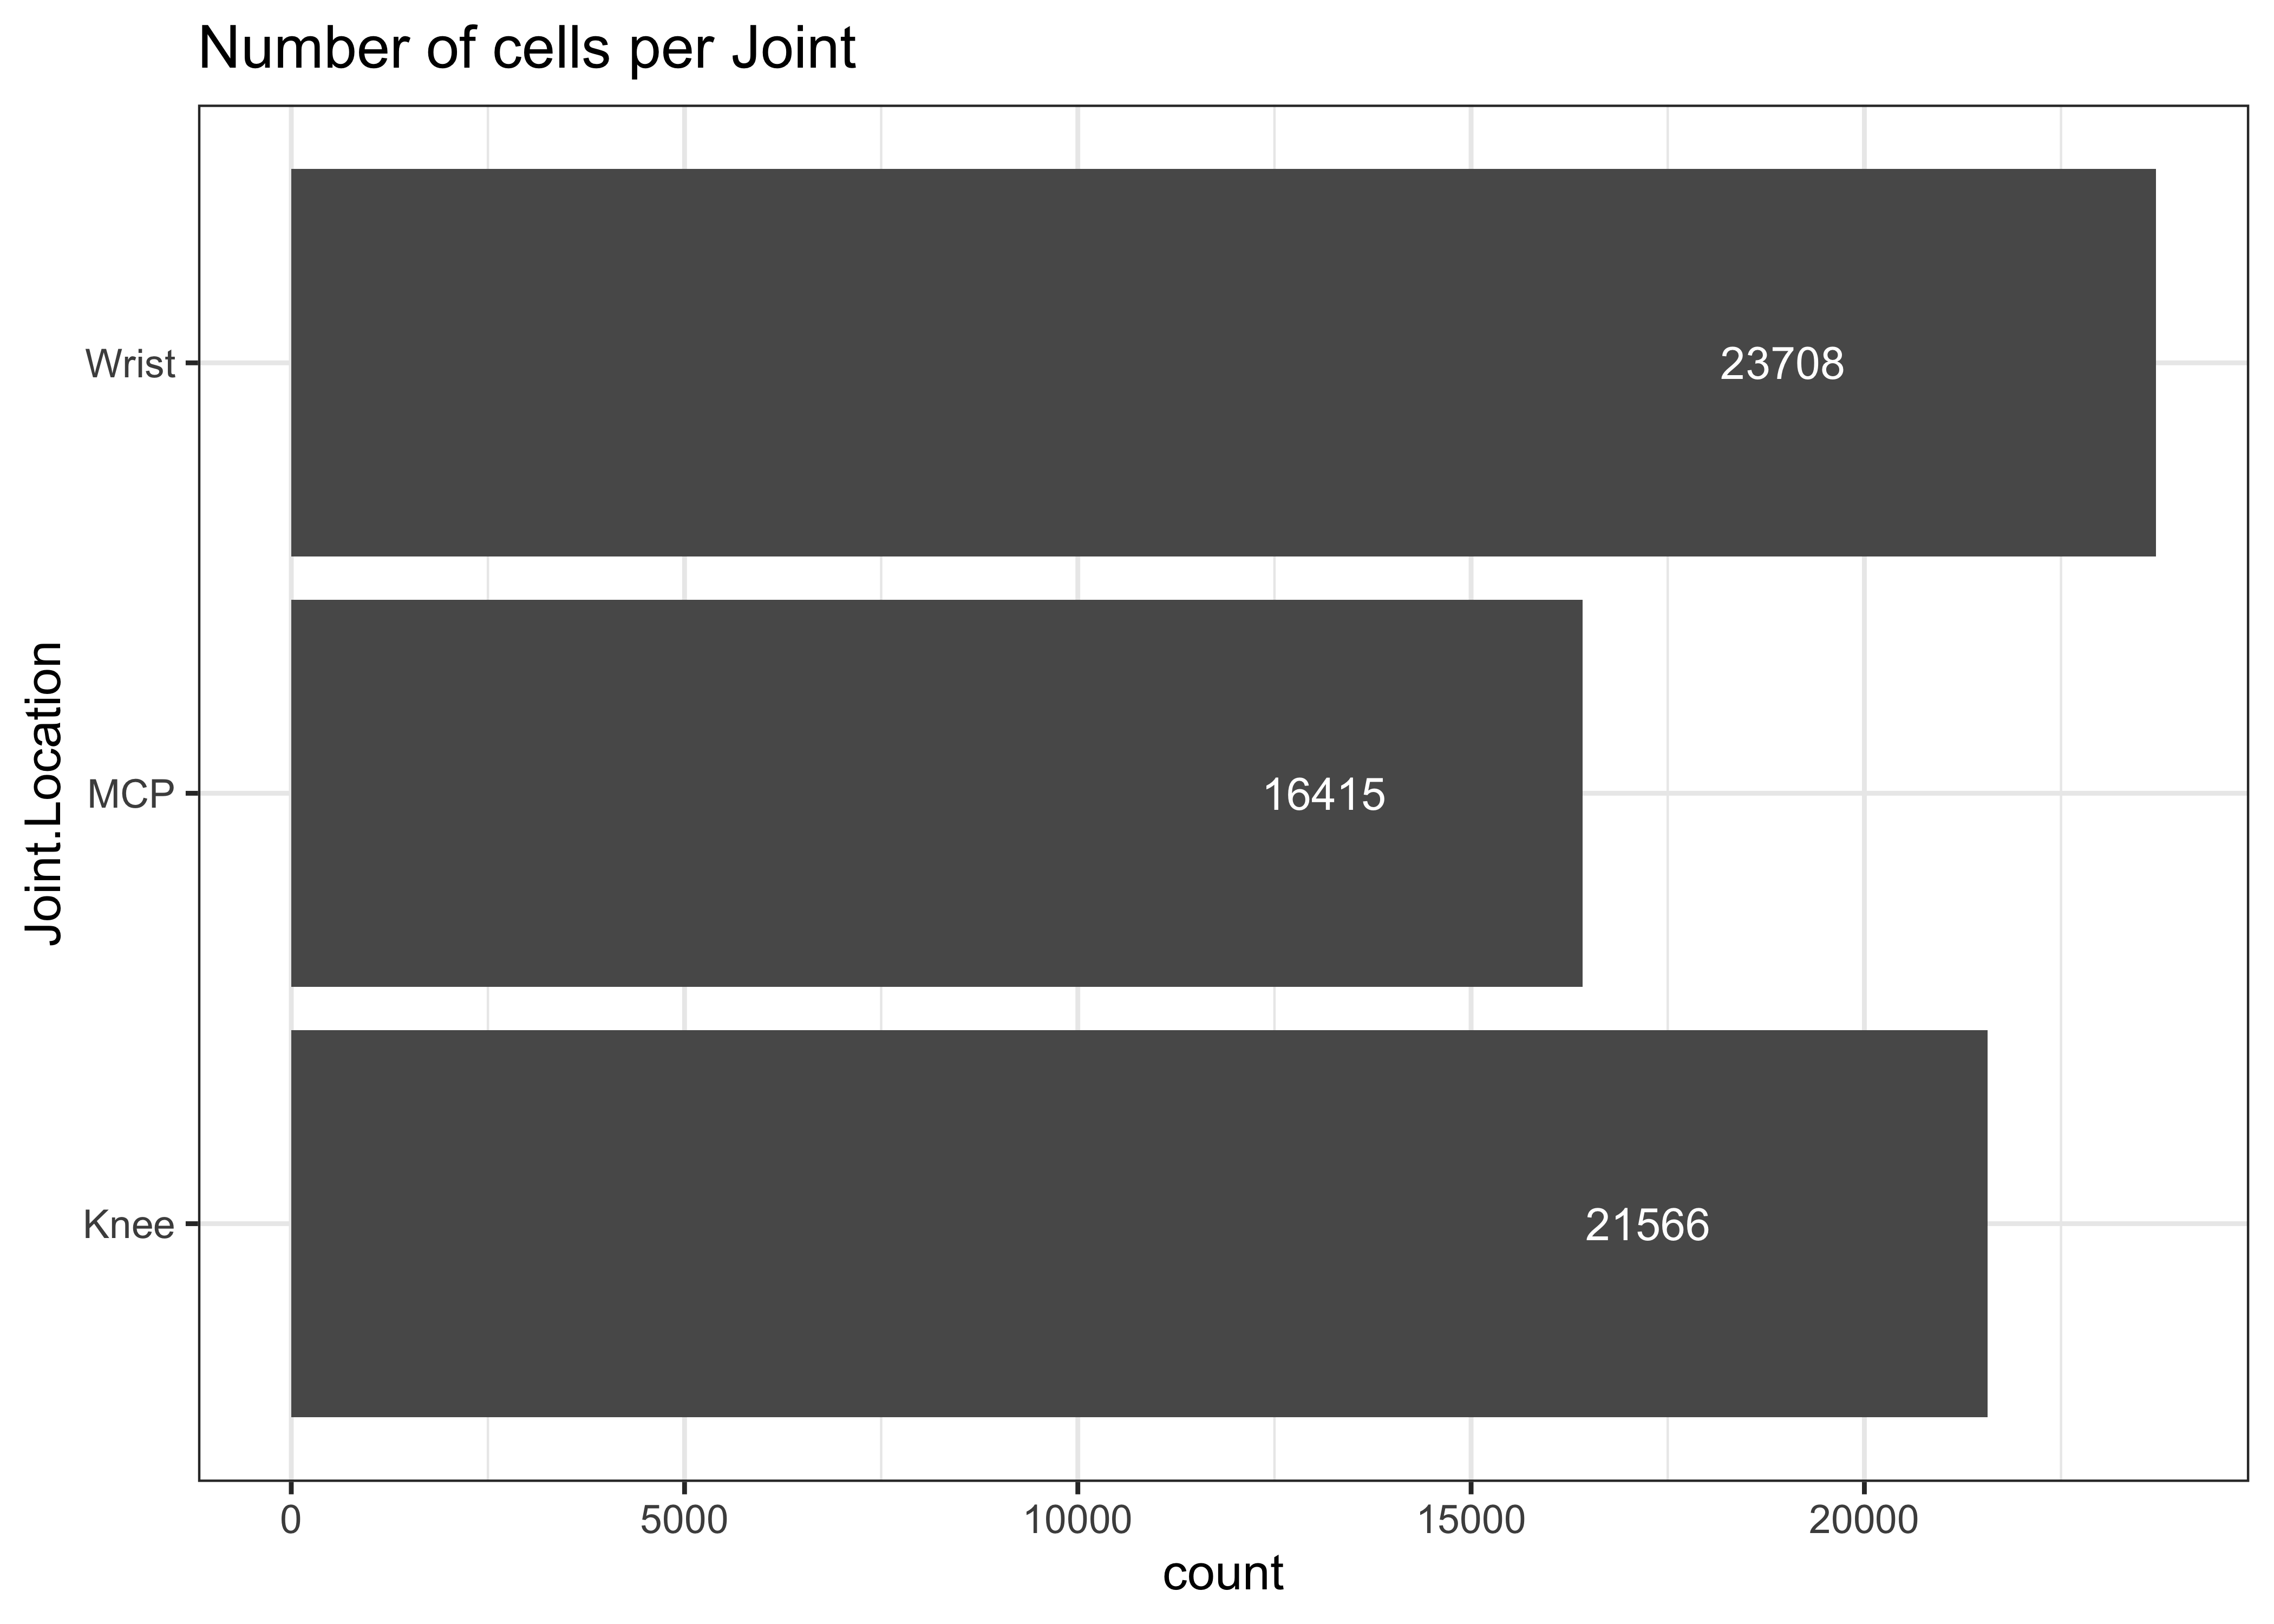 Number of cells per Joint
Wrist
23708
MCP
16415
Knee
21566
Joint.Location
0 5000 10000 15000 20000
count